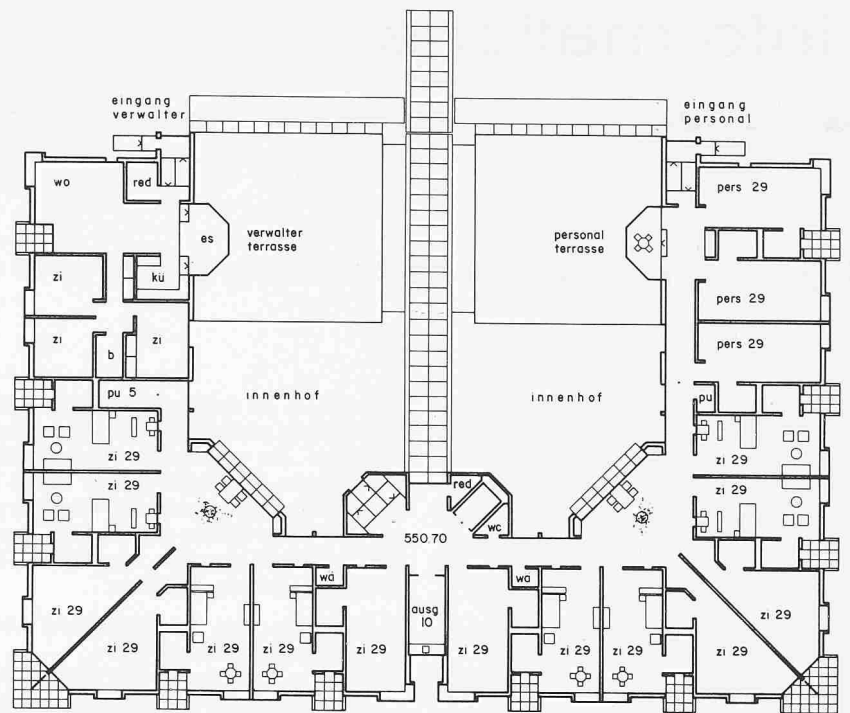 eingang
verwalter
eingang
personal
wo
red
pers 29
es
verwalter
terrasse
personal
terrasse
zi
kü
pers 29
zi
b
zi
pers 29
pu 5
innenhof
innenhof
pu
zi 29
zi 29
zi 29
zi 29
red
wc
550.70
wa
wa
zi 29
ausg
10
zi 29
zi 29
zi 29
zi 29
zi 29
zi 29
zi 29
zi 29
zi 29